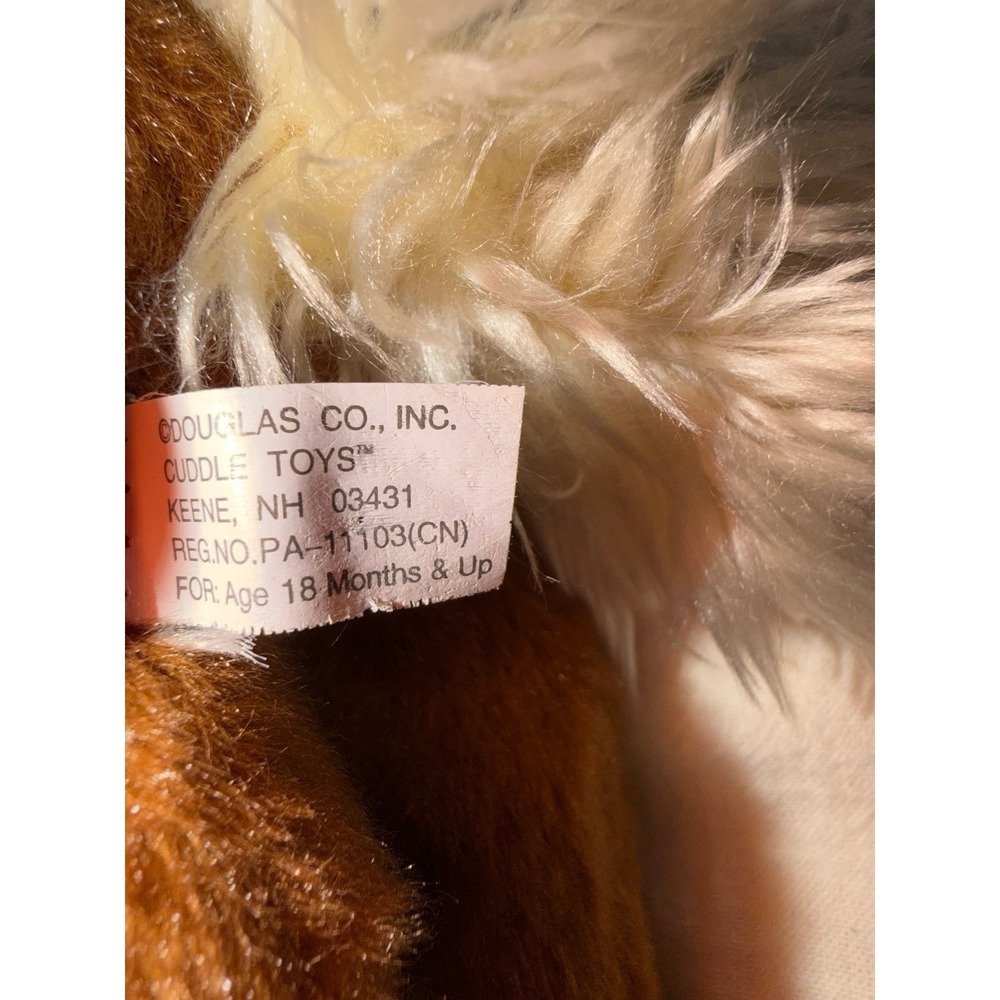 ©DOUGLAS CO., INC.
CUDDLE TOYS™
KEENE, NH 03431
REG.NO.PA-11103(CN)
FOR: Age 18 Months & Up